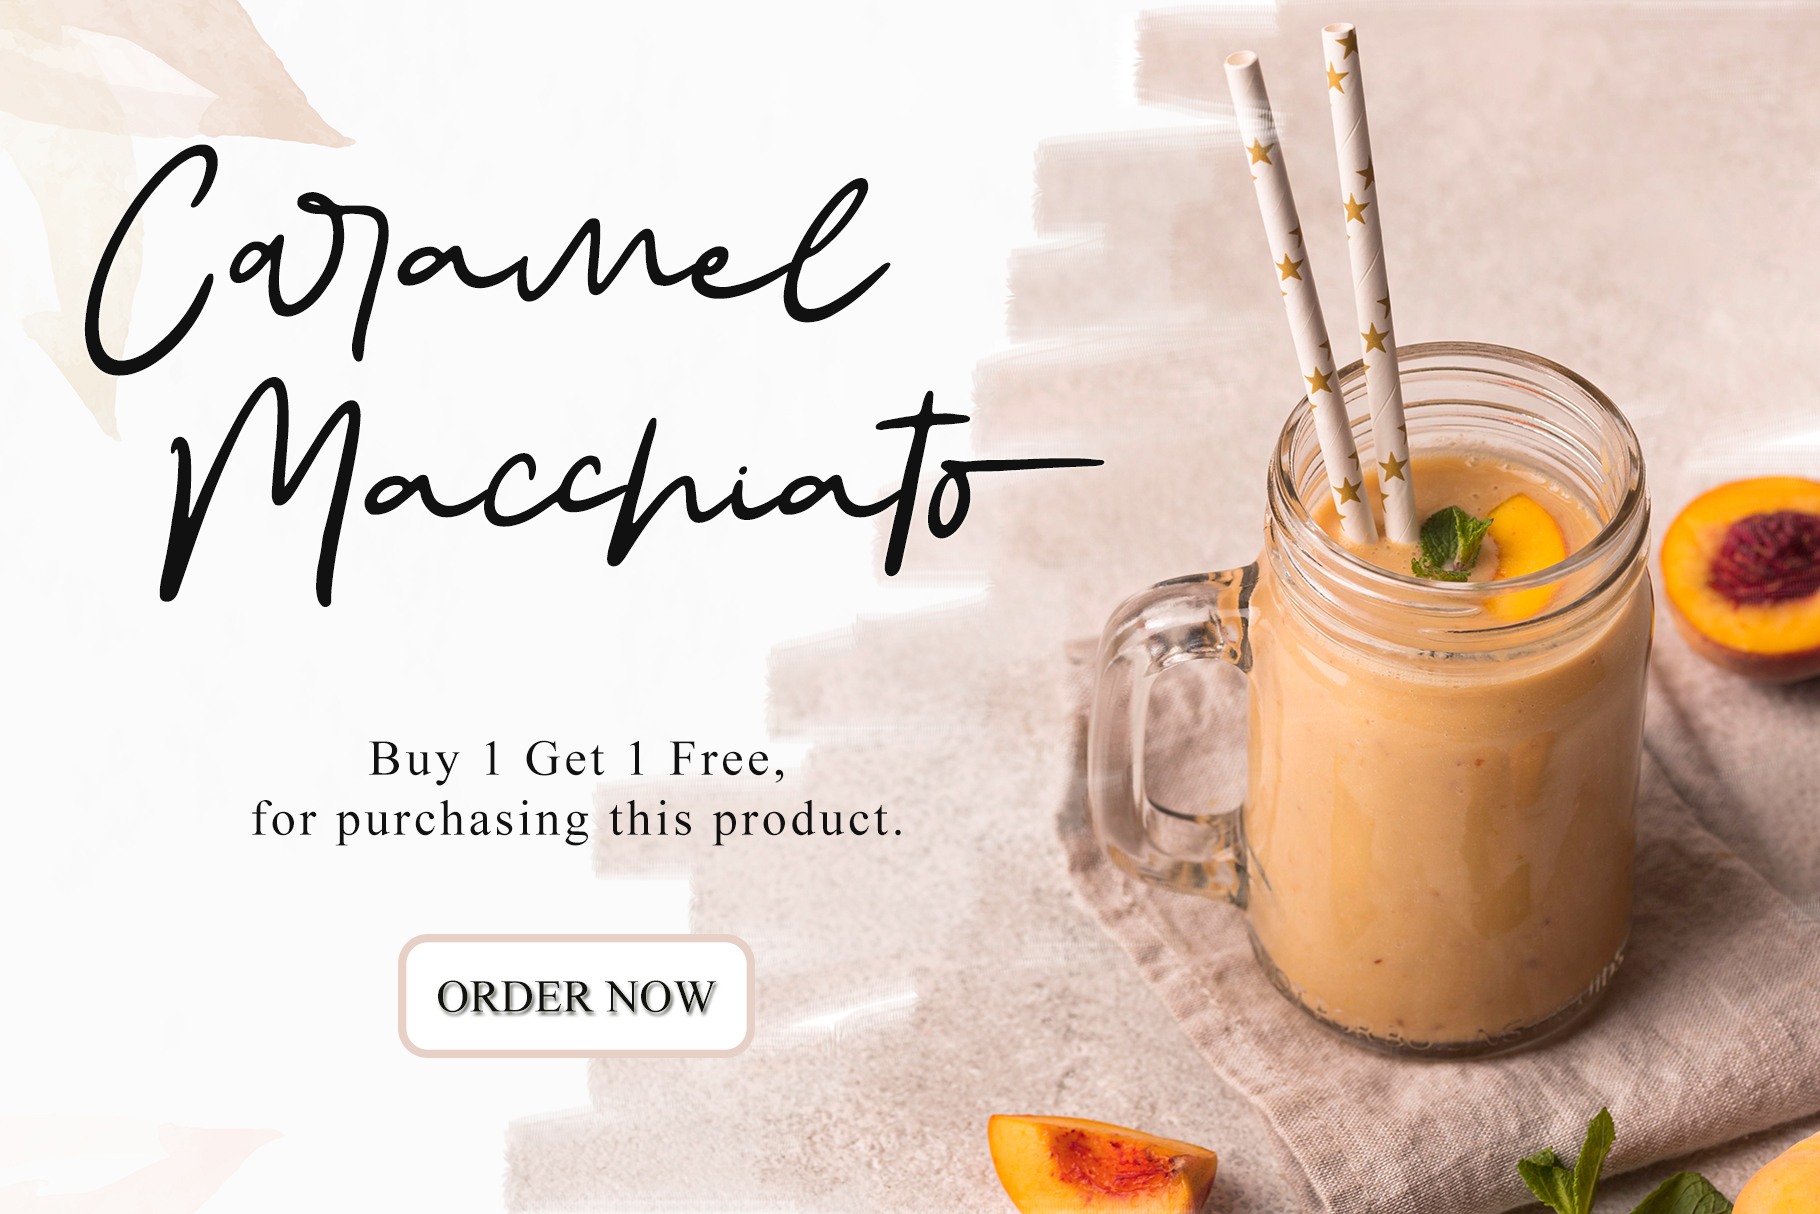 Caramel
Macchiato
Buy 1 Get 1 Free,
for purchasing this product.
ORDER NOW